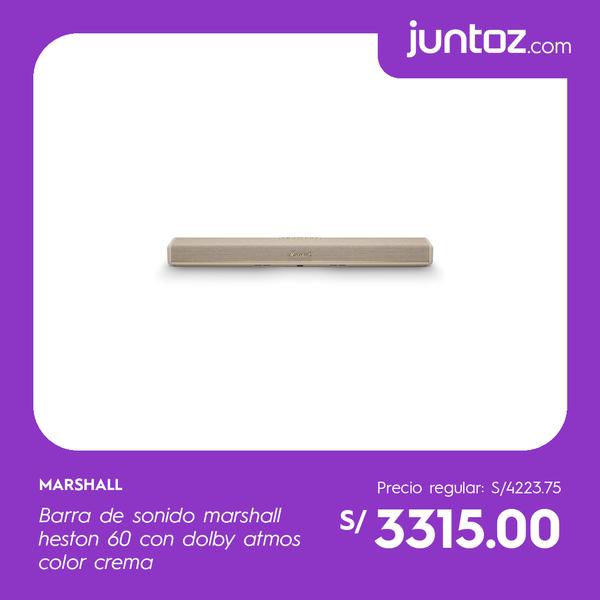 juntoz.com
MARSHALL
Barra de sonido marshall
heston 60 con dolby atmos
color crema
Precio regular: S/4223.75
S/ 3315.00